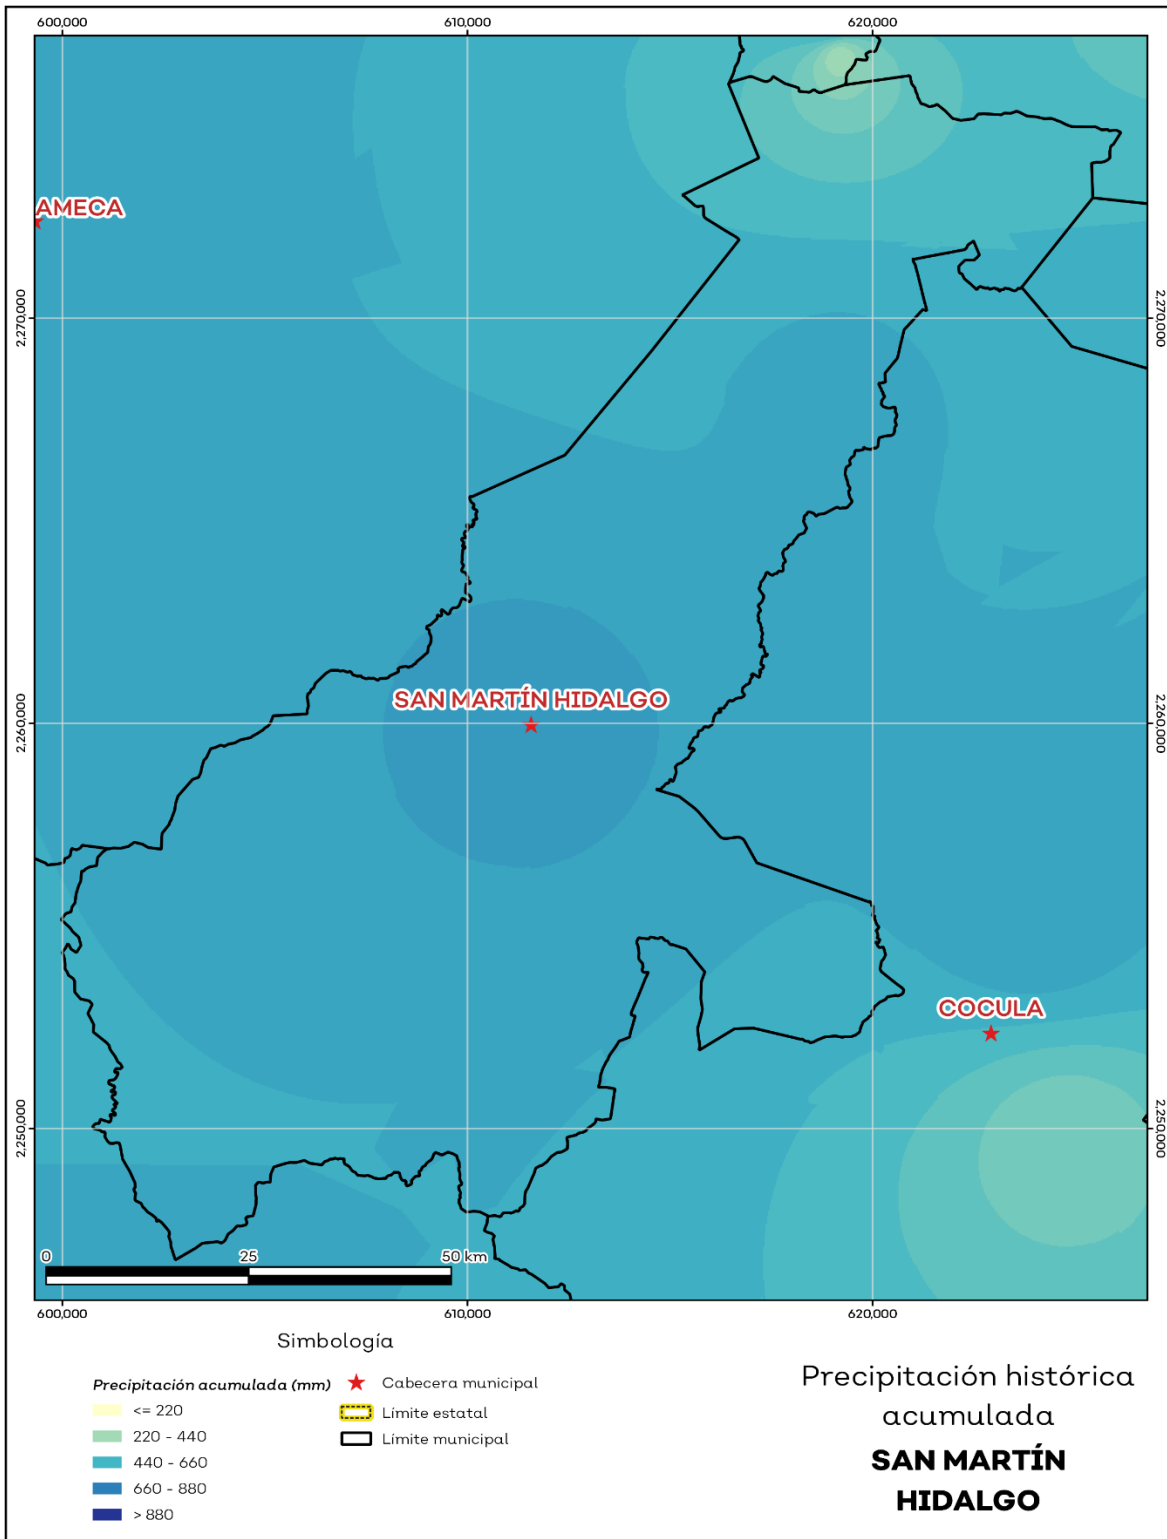 600,000 610,000 620,000
AMECA
2,270,000 2,270,000
SAN MARTÍN HIDALGO
2,260,000 2,260,000
COCULA
2,250,000 2,250,000
0 25 50 km
600,000 610,000 620,000
Simbología
Precipitación acumulada (mm)
<= 220
220 - 440
440 - 660
660 - 880
> 880
Cabecera municipal
Límite estatal
Límite municipal
Precipitación histórica
acumulada
SAN MARTÍN
HIDALGO